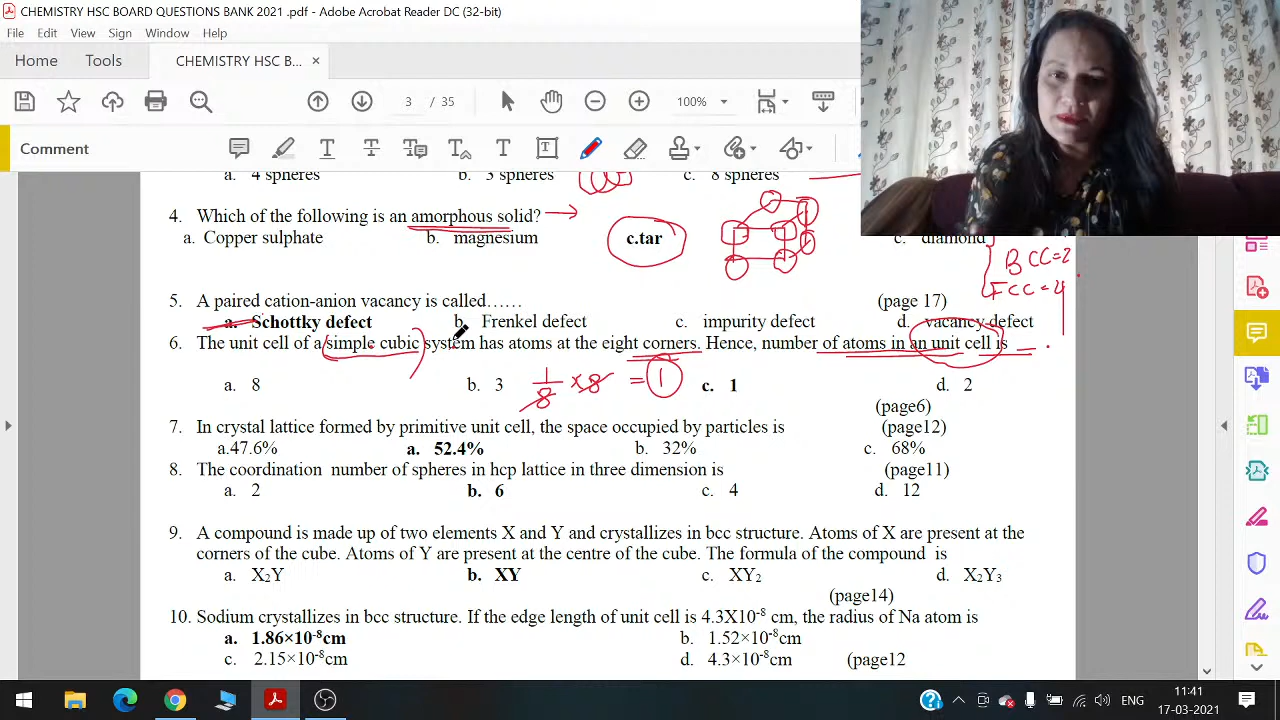 CHEMISTRY HSC BOARD QUESTIONS BANK 2021 .pdf - Adobe Acrobat Reader DC (32-bit)
File Edit View Sign Window Help
Home Tools CHEMISTRY HSC B... ×
3 / 35 100%
Comment
a. 4 spheres b. 3 spheres c. 8 spheres
4. Which of the following is an amorphous solid?
a. Copper sulphate b. magnesium c.tar c. diamond
BCC=2
FCC=4
5. A paired cation-anion vacancy is called…… (page 17)
a. Schottky defect b. Frenkel defect c. impurity defect d. vacancy defect
6. The unit cell of a simple cubic system has atoms at the eight corners. Hence, number of atoms in an unit cell is _ .
a. 8 b. 3 c. 1 d. 2
1/8 ×8 = 1
(page6)
7. In crystal lattice formed by primitive unit cell, the space occupied by particles is (page12)
a.47.6% a. 52.4% b. 32% c. 68%
8. The coordination number of spheres in hcp lattice in three dimension is (page11)
a. 2 b. 6 c. 4 d. 12
9. A compound is made up of two elements X and Y and crystallizes in bcc structure. Atoms of X are present at the
corners of the cube. Atoms of Y are present at the centre of the cube. The formula of the compound is
a. X₂Y b. XY c. XY₂ d. X₂Y₃
(page14)
10. Sodium crystallizes in bcc structure. If the edge length of unit cell is 4.3X10⁻⁸ cm, the radius of Na atom is
a. 1.86×10⁻⁸cm b. 1.52×10⁻⁸cm
c. 2.15×10⁻⁸cm d. 4.3×10⁻⁸cm (page12
ENG
11:41
17-03-2021